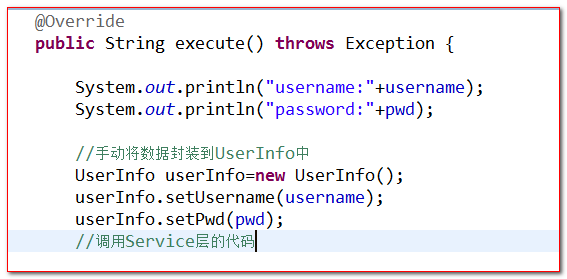 @Override
public String execute() throws Exception {
System.out.println("username:"+username);
System.out.println("password:"+pwd);
//手动将数据封装到UserInfo中
UserInfo userInfo=new UserInfo();
userInfo.setUsername(username);
userInfo.setPwd(pwd);
//调用Service层的代码